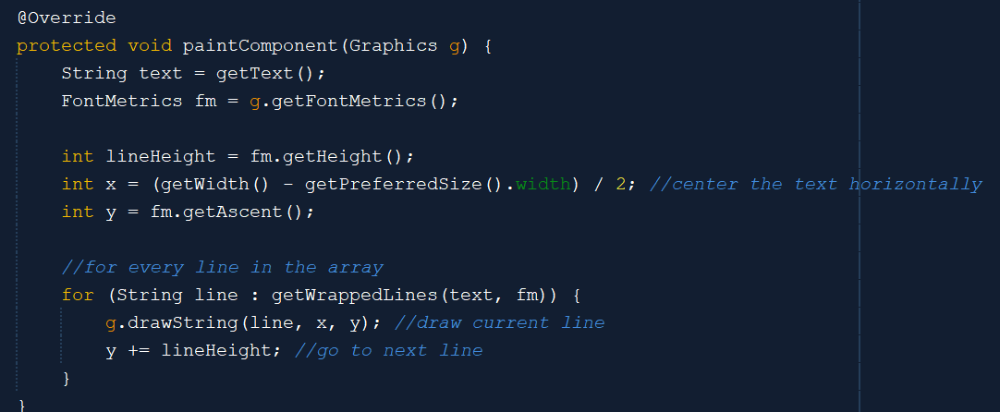 @Override
protected void paintComponent(Graphics g) {
    String text = getText();
    FontMetrics fm = g.getFontMetrics();

    int lineHeight = fm.getHeight();
    int x = (getWidth() - getPreferredSize().width) / 2; //center the text horizontally
    int y = fm.getAscent();

    //for every line in the array
    for (String line : getWrappedLines(text, fm)) {
        g.drawString(line, x, y); //draw current line
        y += lineHeight; //go to next line
    }
}